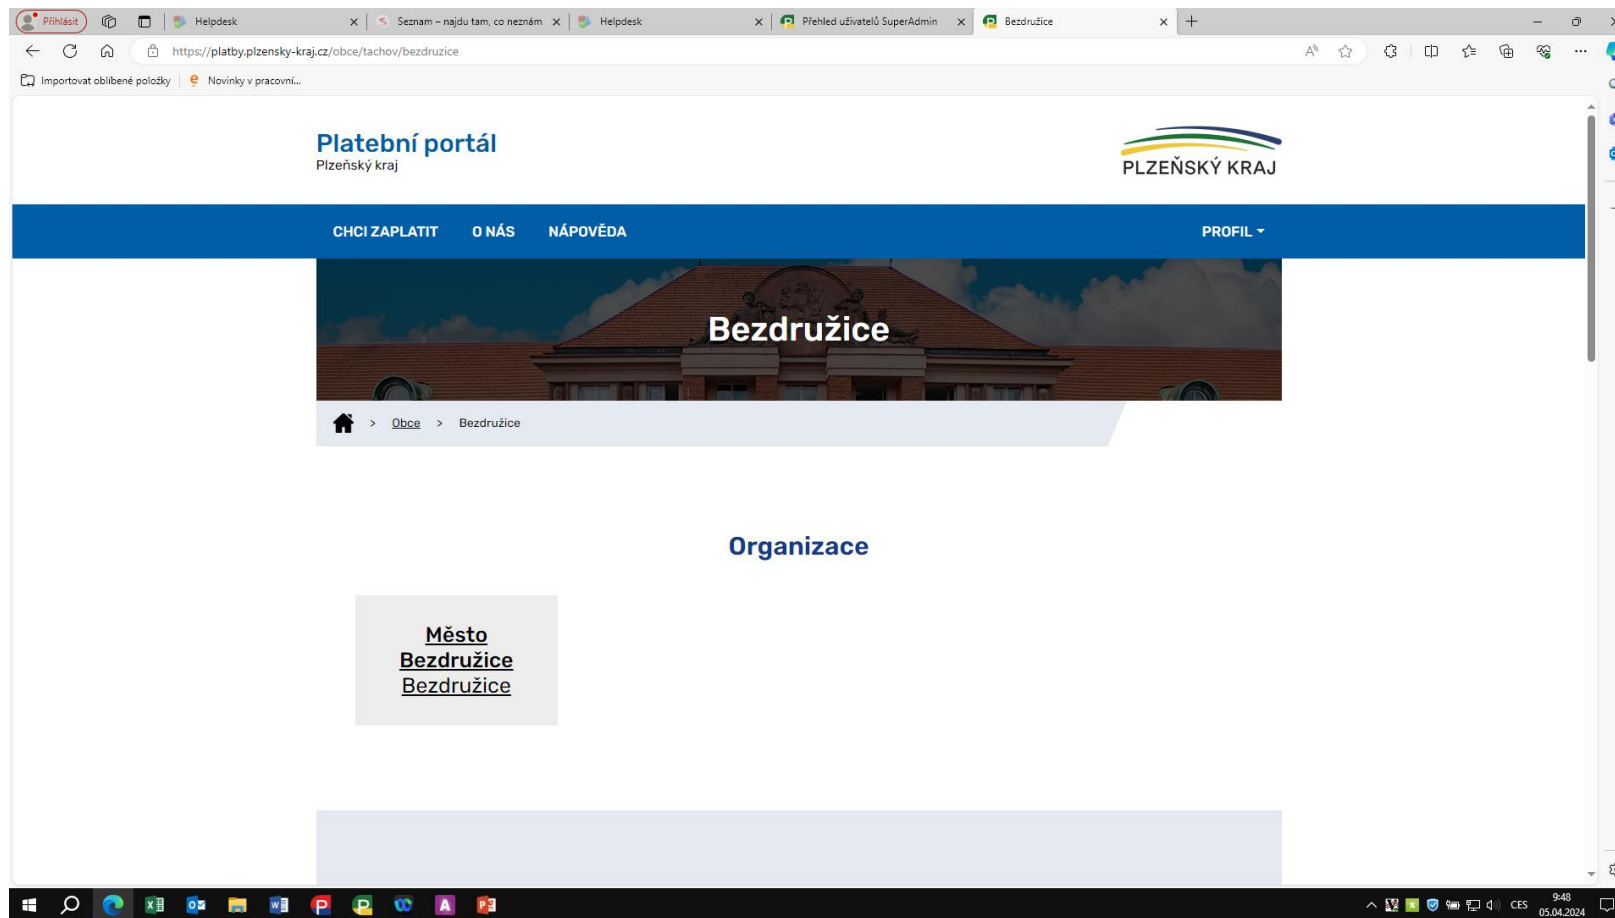 Přihlásit
Helpdesk
Seznam – najdu tam, co neznám
Helpdesk
Přehled uživatelů SuperAdmin
Bezdružice
https://platby.plzensky-kraj.cz/obce/tachov/bezdruzice
Importovat oblíbené položky
Novinky v pracovní...
Platební portál
Plzeňský kraj
PLZEŇSKÝ KRAJ
CHCI ZAPLATIT
O NÁS
NÁPOVĚDA
PROFIL
Bezdružice
> Obce > Bezdružice
Organizace
Město
Bezdružice
Bezdružice
CES
9:48
05.04.2024